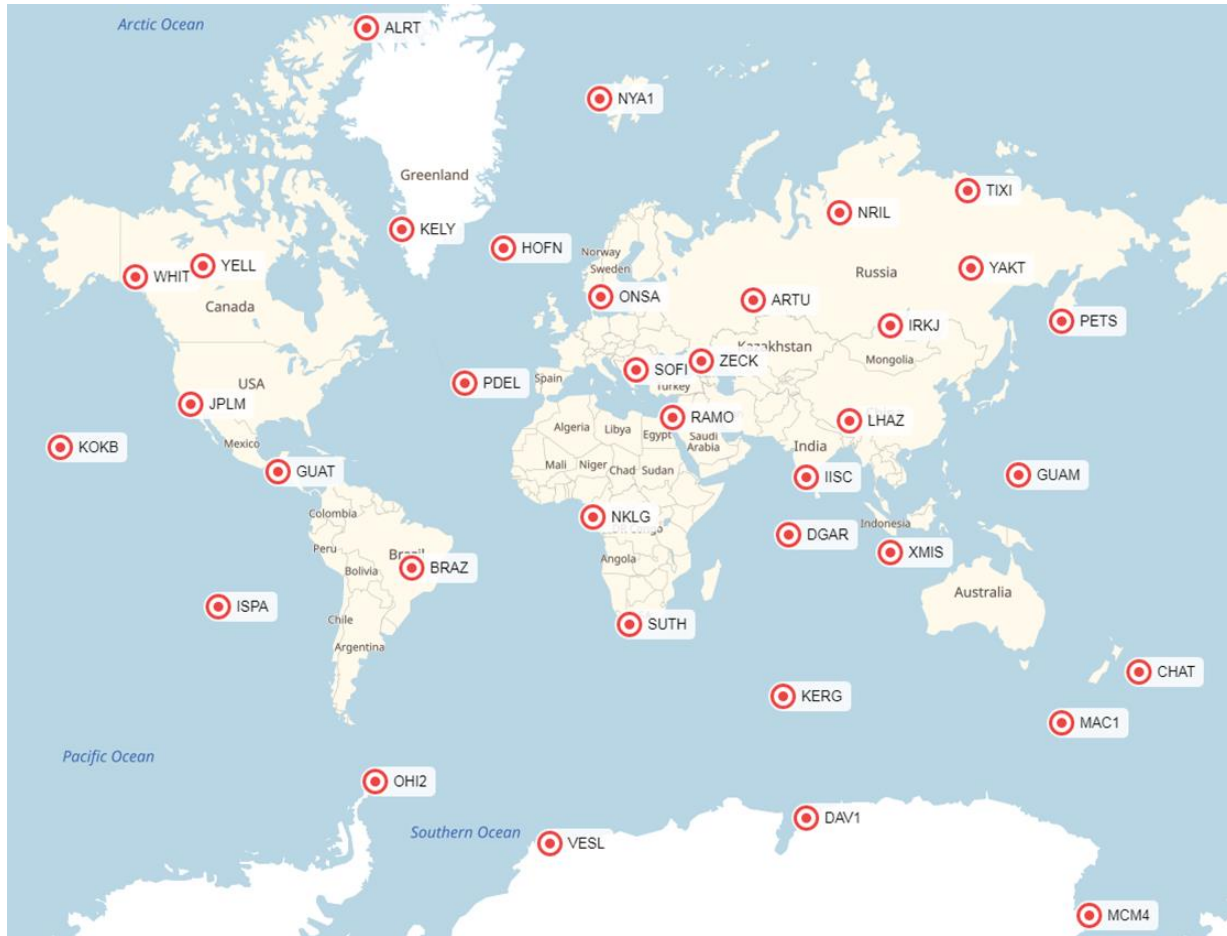 Arctic Ocean
ALRT
NYA1
Greenland
TIXI
NRIL
KELY
HOFN
Norway
Sweden
YELL
WHIT
Russia
YAKT
Canada
ONSA
ARTU
PETS
IRKJ
Kazakhstan
Mongolia
ZECK
SOFI
Spain
PDEL
USA
Turkey
JPLM
RAMO
LHAZ
Algeria
Libya
Egypt
Saudi
Arabia
India
KOKB
Mexico
GUAT
Mali
Niger
Chad
Sudan
IISC
GUAM
Colombia
NKLG
Indonesia
DGAR
Peru
Brazil
XMIS
Angola
BRAZ
Bolivia
Australia
ISPA
Chile
SUTH
Argentina
CHAT
KERG
MAC1
Pacific Ocean
OHI2
DAV1
Southern Ocean
VESL
MCM4